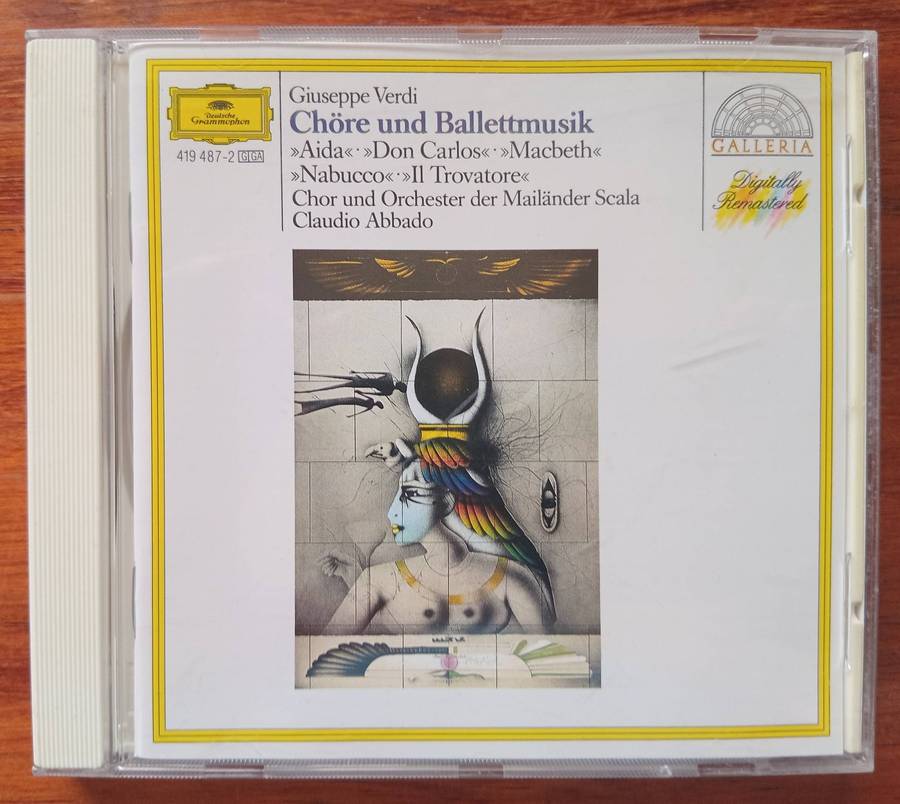 Deutsche
Grammophon
419 487-2 GGA
Giuseppe Verdi
Chöre und Ballettmusik
»Aida«·»Don Carlos«·»Macbeth«
»Nabucco«·»Il Trovatore«
Chor und Orchester der Mailänder Scala
Claudio Abbado
GALLERIA
Digitally
Remastered